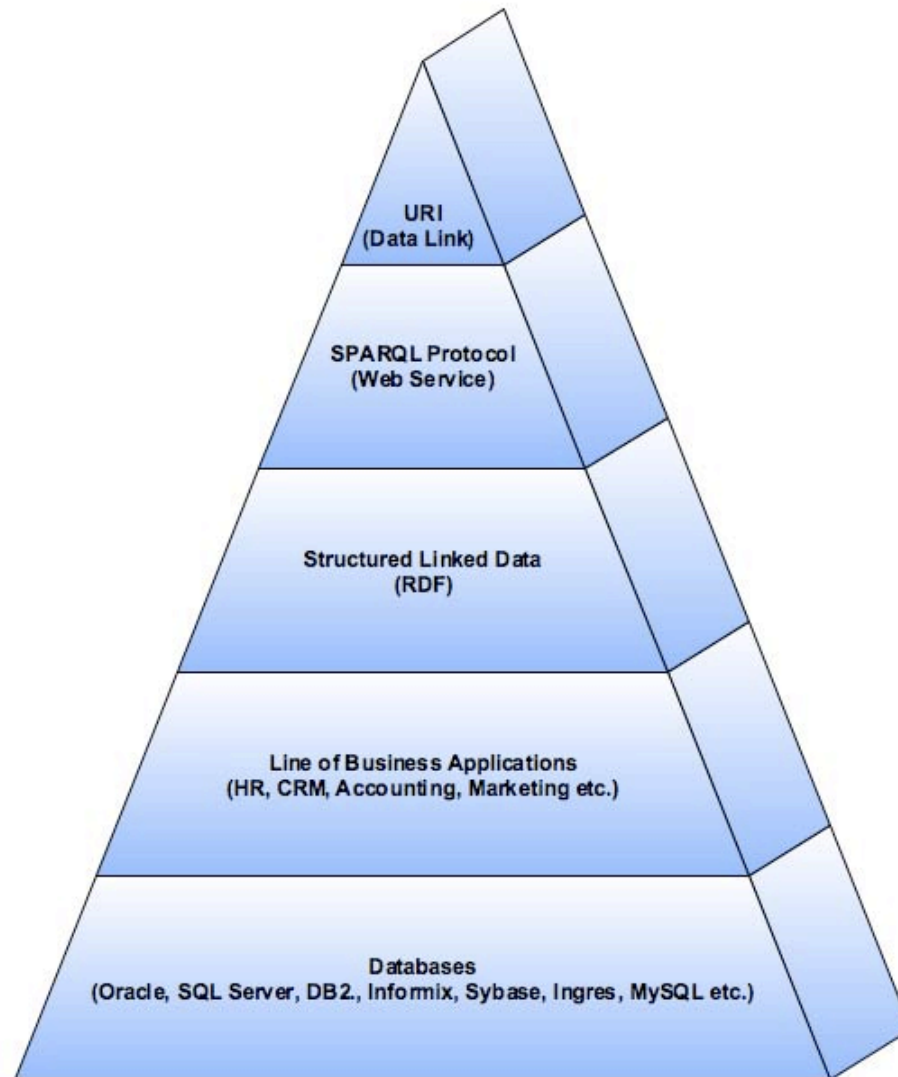 URI
(Data Link)
SPARQL Protocol
(Web Service)
Structured Linked Data
(RDF)
Line of Business Applications
(HR, CRM, Accounting, Marketing etc.)
Databases
(Oracle, SQL Server, DB2., Informix, Sybase, Ingres, MySQL etc.)